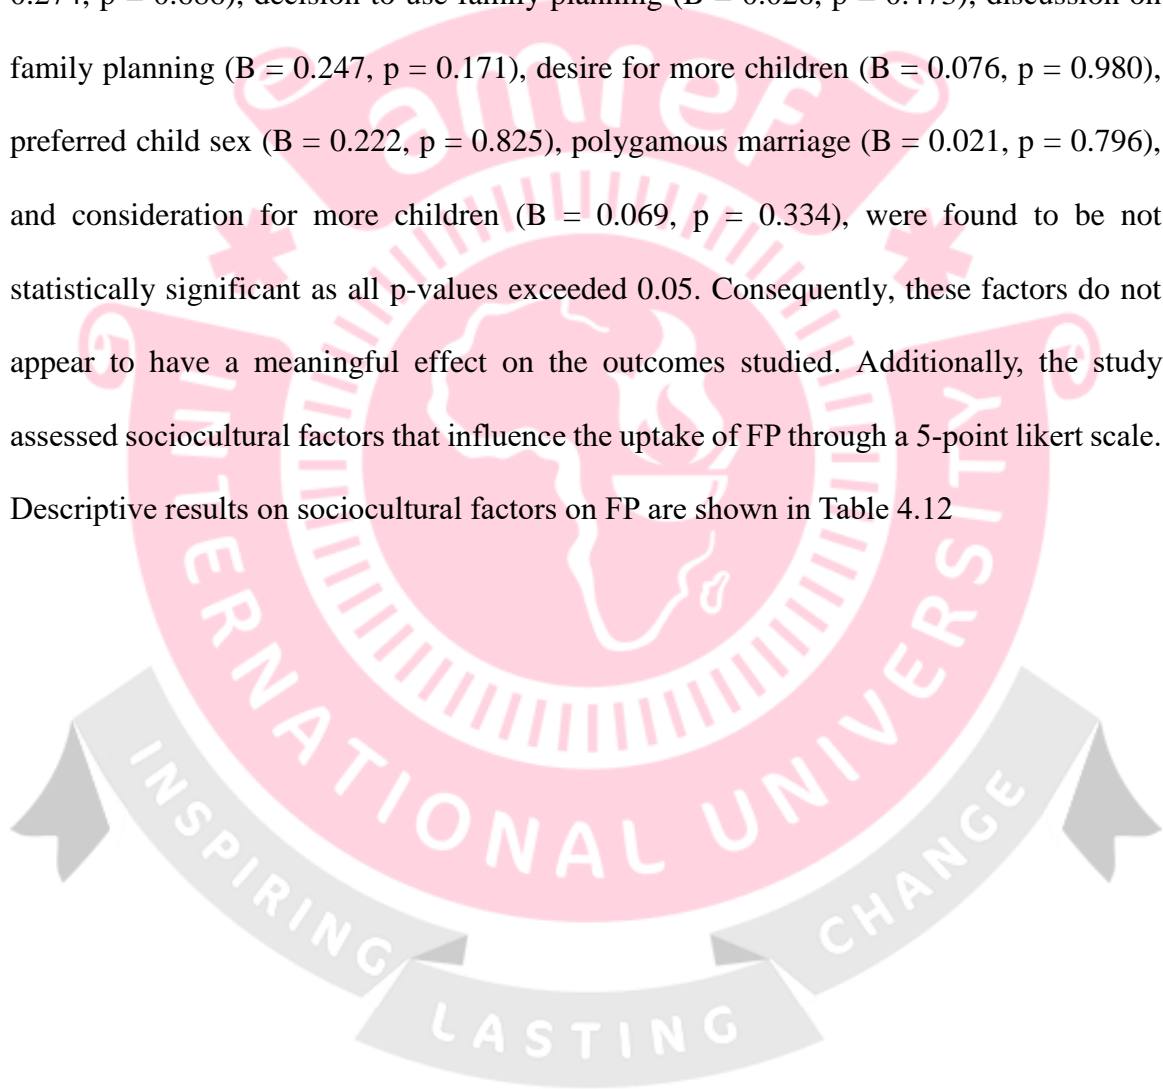 family planning (B = 0.247, p = 0.171), desire for more children (B = 0.076, p = 0.980),
preferred child sex (B = 0.222, p = 0.825), polygamous marriage (B = 0.021, p = 0.796),
and consideration for more children (B = 0.069, p = 0.334), were found to be not
statistically significant as all p-values exceeded 0.05. Consequently, these factors do not
appear to have a meaningful effect on the outcomes studied. Additionally, the study
assessed sociocultural factors that influence the uptake of FP through a 5-point likert scale.
Descriptive results on sociocultural factors on FP are shown in Table 4.12
amref
INTERNATIONAL UNIVERSITY
INSPIRING LASTING CHANGE